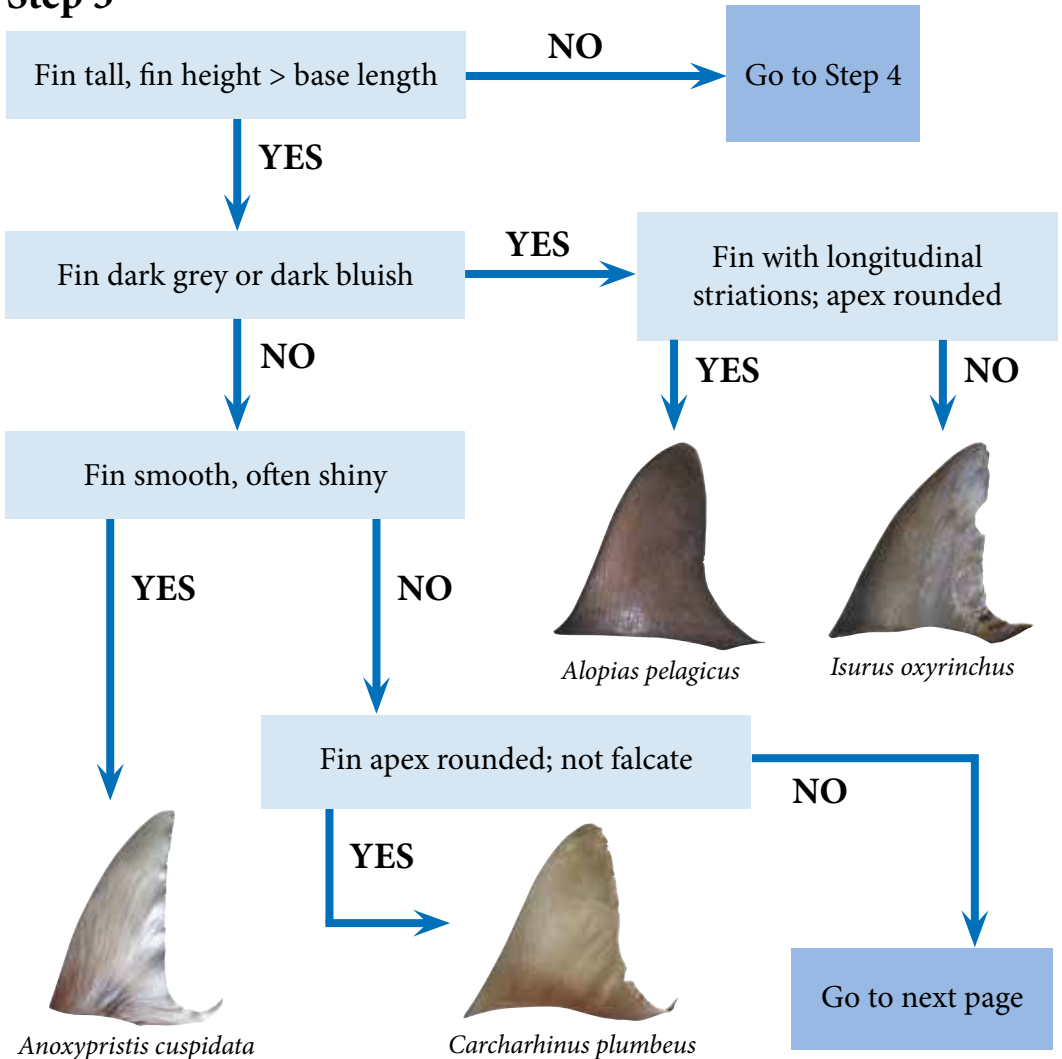 Fin tall, fin height > base length
NO
Go to Step 4
YES
Fin dark grey or dark bluish
YES
Fin with longitudinal
striations; apex rounded
NO
YES
NO
Fin smooth, often shiny
YES
NO
Alopias pelagicus
Isurus oxyrinchus
Fin apex rounded; not falcate
NO
YES
Go to next page
Anoxypristis cuspidata
Carcharhinus plumbeus